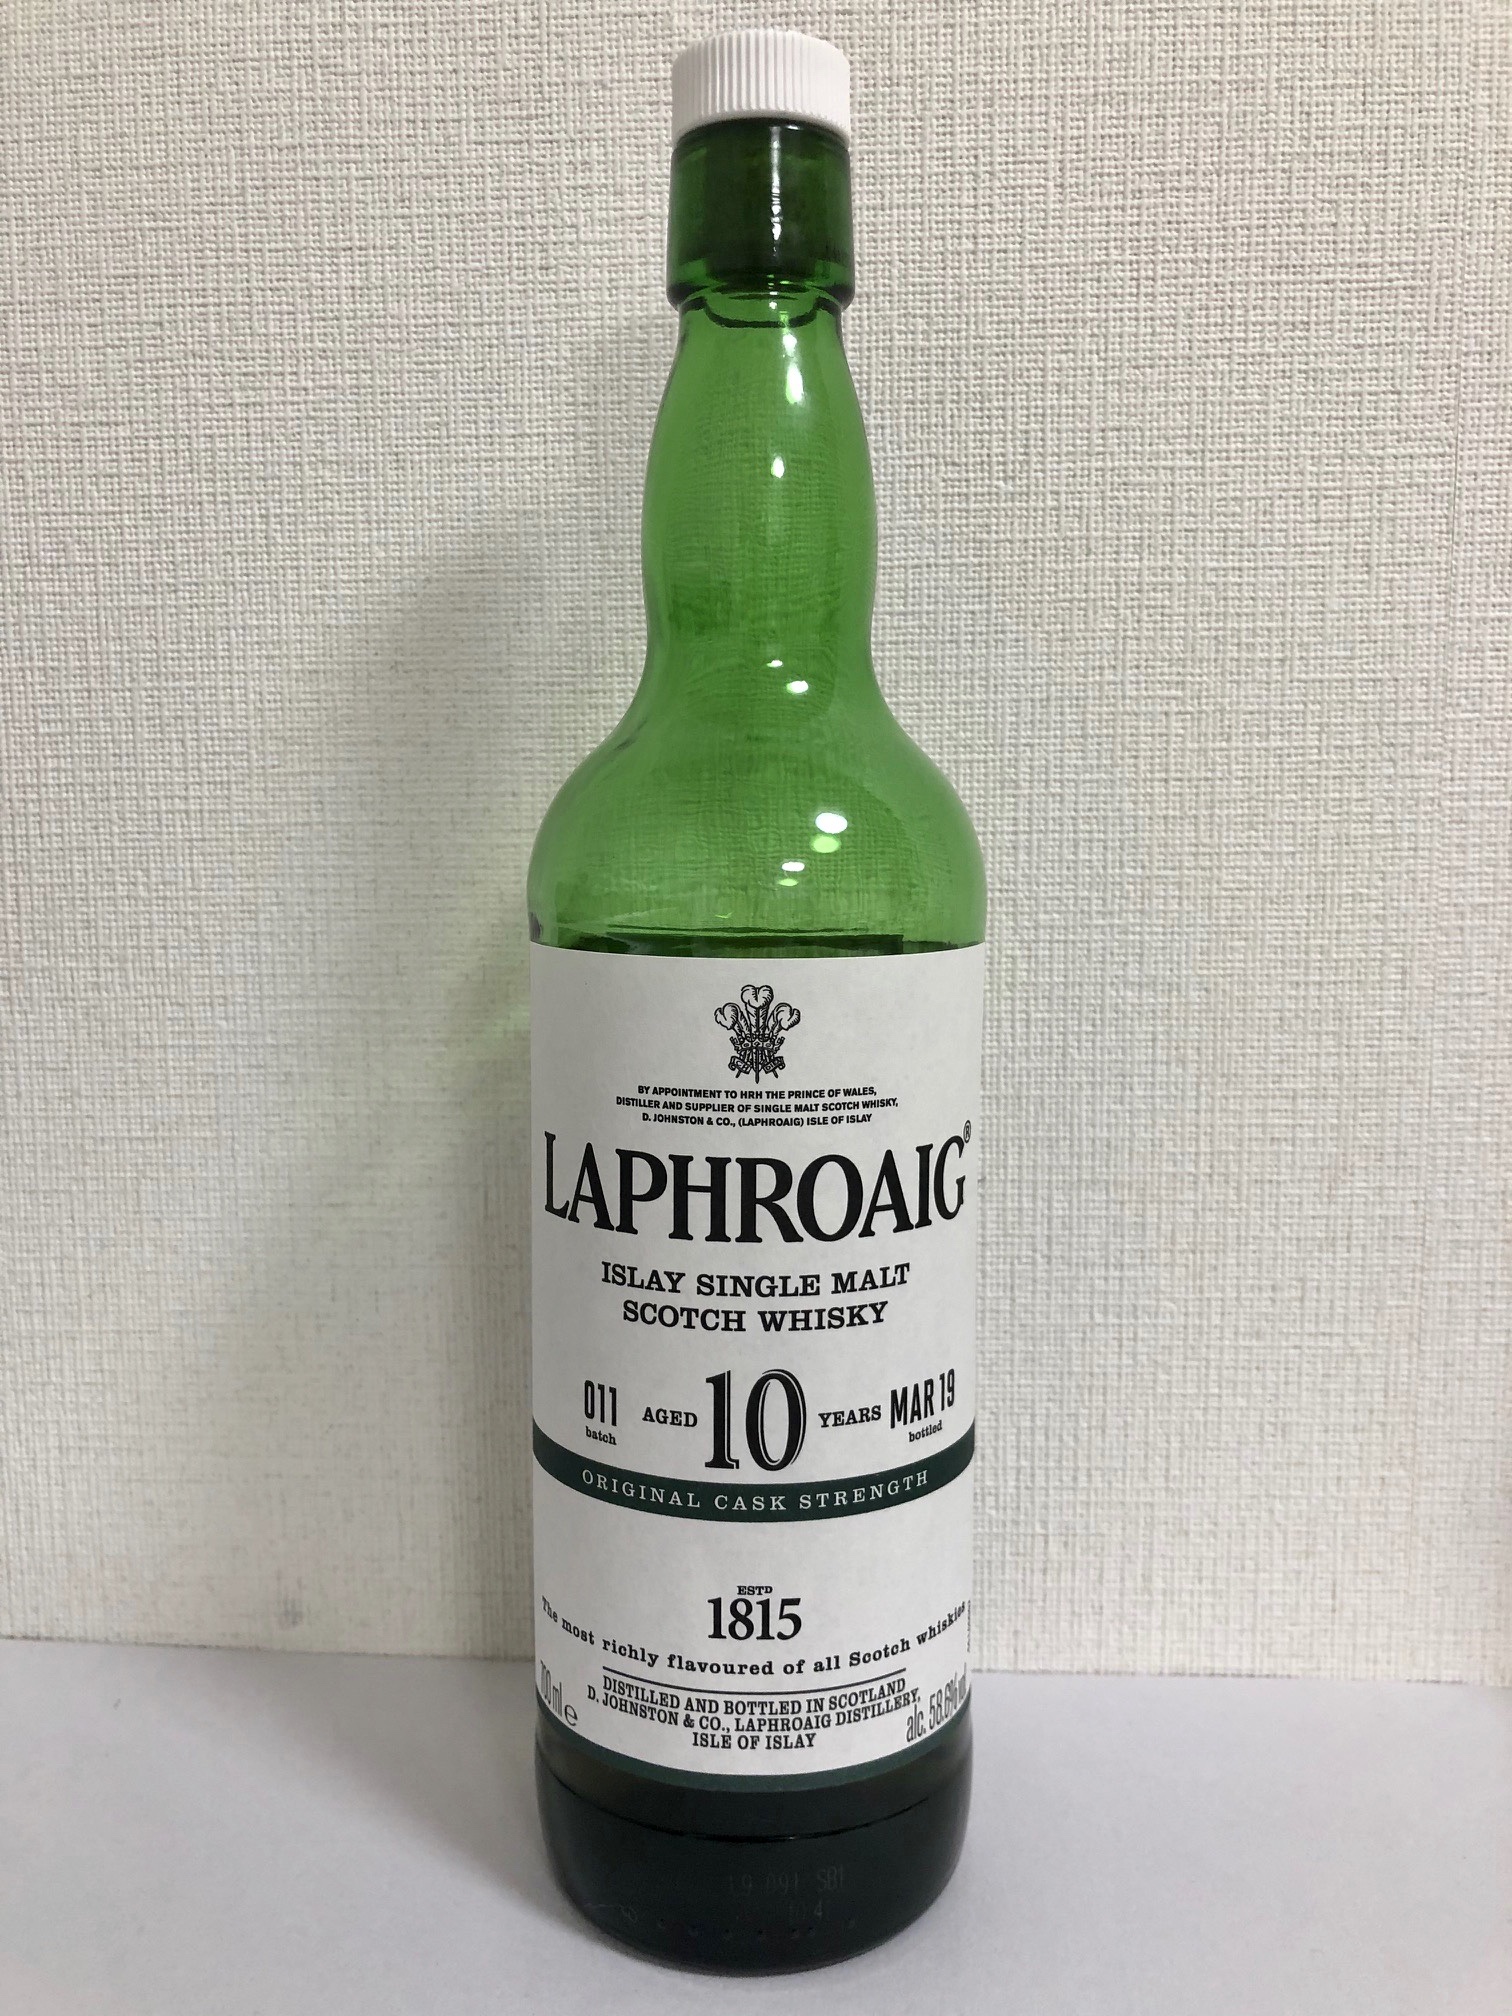 BY APPOINTMENT TO HRH THE PRINCE OF WALES,
DISTILLER AND SUPPLIER OF SINGLE MALT SCOTCH WHISKY,
D. JOHNSTON & CO., (LAPHROAIG) ISLE OF ISLAY
LAPHROAIG®
ISLAY SINGLE MALT
SCOTCH WHISKY
011 batch
AGED 10 YEARS
MAR 19 bottled
ORIGINAL CASK STRENGTH
ESTD
1815
The most richly flavoured of all Scotch whiskies
700 ml e
DISTILLED AND BOTTLED IN SCOTLAND
D. JOHNSTON & CO., LAPHROAIG DISTILLERY,
ISLE OF ISLAY
alc. 58.6% vol